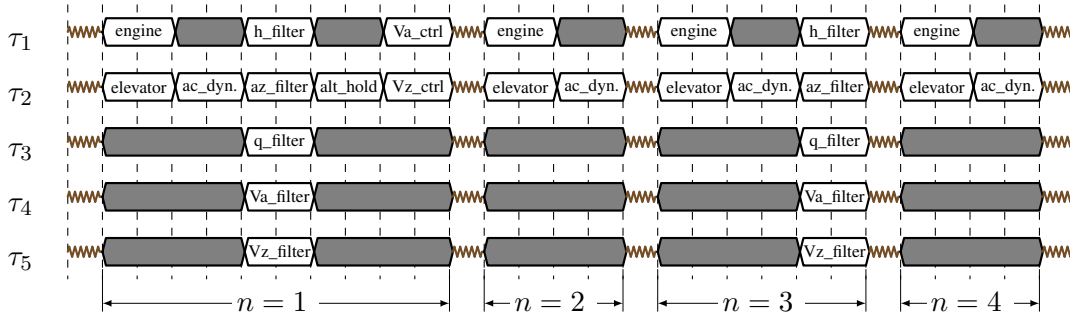 τ1 engine h_filter Va_ctrl engine engine h_filter engine
τ2 elevator ac_dyn. az_filter alt_hold Vz_ctrl elevator ac_dyn. elevator ac_dyn. az_filter elevator ac_dyn.
τ3 q_filter q_filter
τ4 Va_filter Va_filter
τ5 Vz_filter Vz_filter
n = 1 n = 2 n = 3 n = 4